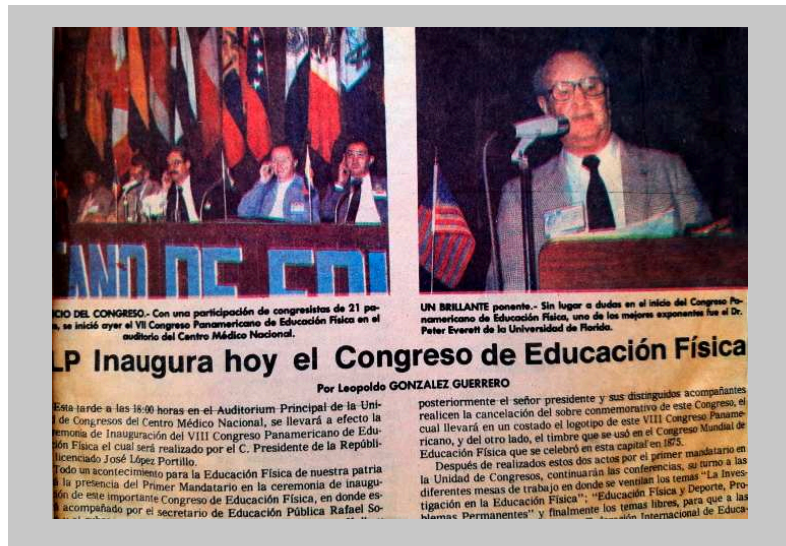 ANO DE EDU
CIO DEL CONGRESO.- Con una participación de congresistas de 21 pa-
s, se inició ayer el VII Congreso Panamericano de Educación Física en el
auditorio del Centro Médico Nacional.
UN BRILLANTE ponente.- Sin lugar a dudas en el inicio del Congreso Pa-
namericano de Educación Física, uno de los mejores exponentes fue el Dr.
Peter Everett de la Universidad de Florida.
LP Inaugura hoy el Congreso de Educación Física
Por Leopoldo GONZALEZ GUERRERO
Esta tarde a las 18:00 horas en el Auditorium Principal de la Uni-
d de Congresos del Centro Médico Nacional, se llevará a efecto la
emonia de Inauguración del VIII Congreso Panamericano de Edu-
ión Física el cual será realizado por el C. Presidente de la Repúbli-
licenciado José López Portillo.
Todo un acontecimiento para la Educación Física de nuestra patria
la presencia del Primer Mandatario en la ceremonia de inaugu-
ón de este importante Congreso de Educación Física, en donde es-
acompañado por el secretario de Educación Pública Rafael So-
posteriormente el señor presidente y sus distinguidos acompañantes
realicen la cancelación del sobre conmemorativo de este Congreso, el
cual llevará en un costado el logotipo de este VIII Congreso Paname-
ricano, y del otro lado, el timbre que se usó en el Congreso Mundial de
Educación Física que se celebró en esta capital en 1875.
Después de realizados estos dos actos por el primer mandatario en
la Unidad de Congresos, continuarán las conferencias, su turno a las
diferentes mesas de trabajo en donde se ventilan los temas "La Inves-
tigación en la Educación Física"; "Educación Física y Deporte, Pro-
blemas Permanentes" y finalmente los temas libres, para que a las
Internacional de Educa-